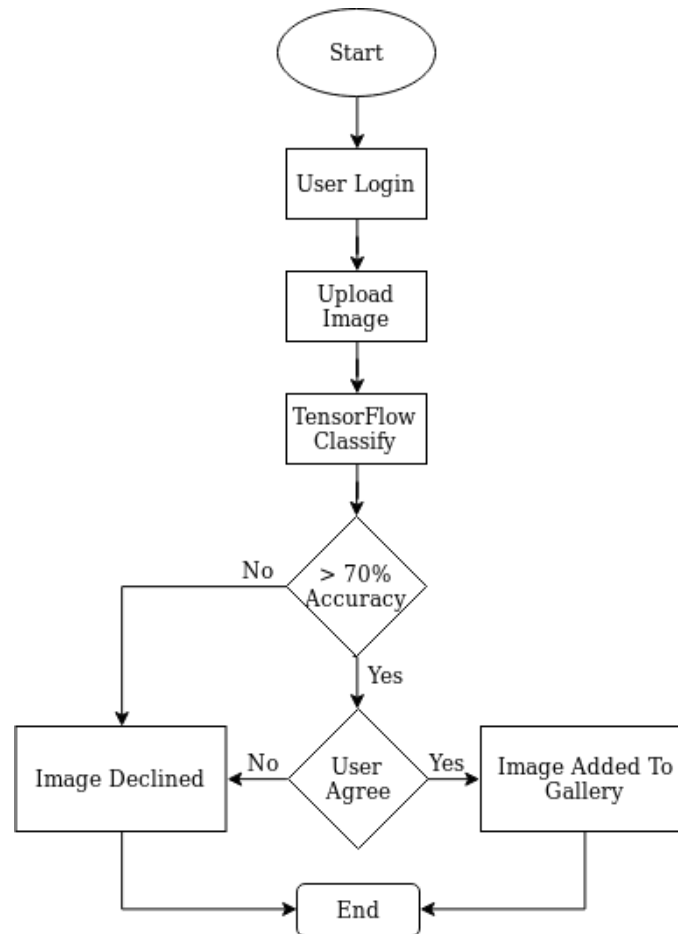 Start
User Login
Upload
Image
TensorFlow
Classify
No
> 70%
Accuracy
Yes
Image Declined
No
User
Agree
Yes
Image Added To
Gallery
End